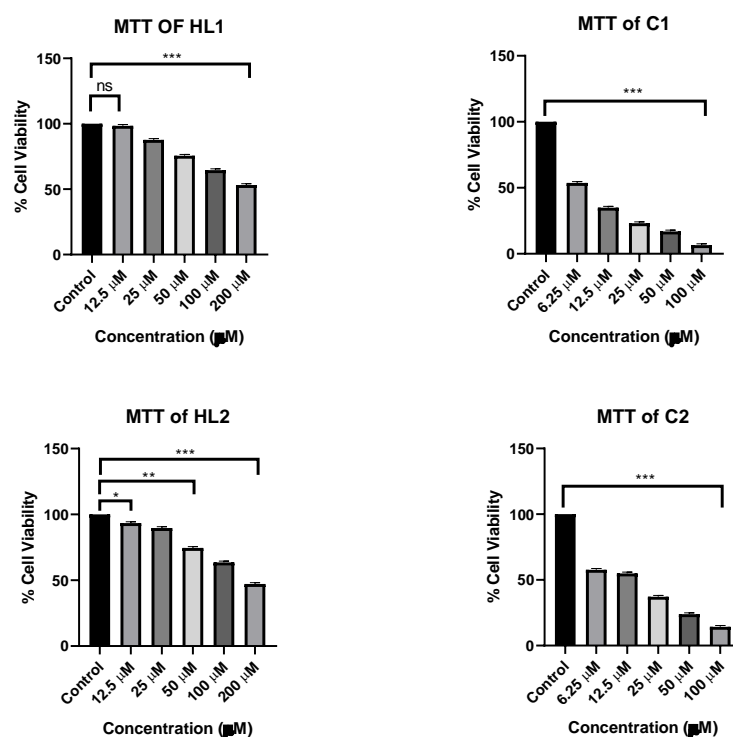 MTT OF HL1
***
ns
150
100
50
0
% Cell Viability
Control
12.5 μM
25 μM
50 μM
100 μM
200 μM
Concentration (μM)
MTT of C1
***
150
100
50
0
% Cell Viability
Control
6.25 μM
12.5 μM
25 μM
50 μM
100 μM
Concentration (μM)
MTT of HL2
***
**
*
150
100
50
0
% Cell Viability
Control
12.5 μM
25 μM
50 μM
100 μM
200 μM
Concentration (μM)
MTT of C2
***
150
100
50
0
% Cell Viability
Control
6.25 μM
12.5 μM
25 μM
50 μM
100 μM
Concentration (μM)